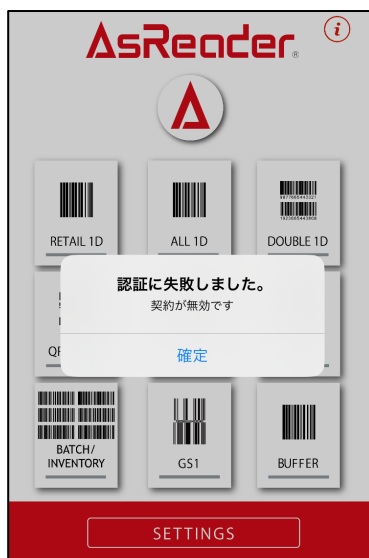 AsReader®
i
RETAIL 1D
ALL 1D
DOUBLE 1D
認証に失敗しました。
契約が無効です
確定
BATCH/
INVENTORY
GS1
BUFFER
SETTINGS